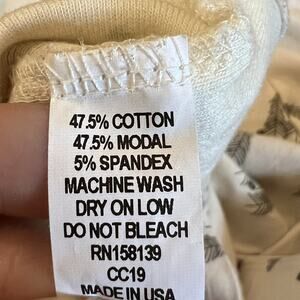 47.5% COTTON
47.5% MODAL
5% SPANDEX
MACHINE WASH
DRY ON LOW
DO NOT BLEACH
RN158139
CC19
MADE IN USA